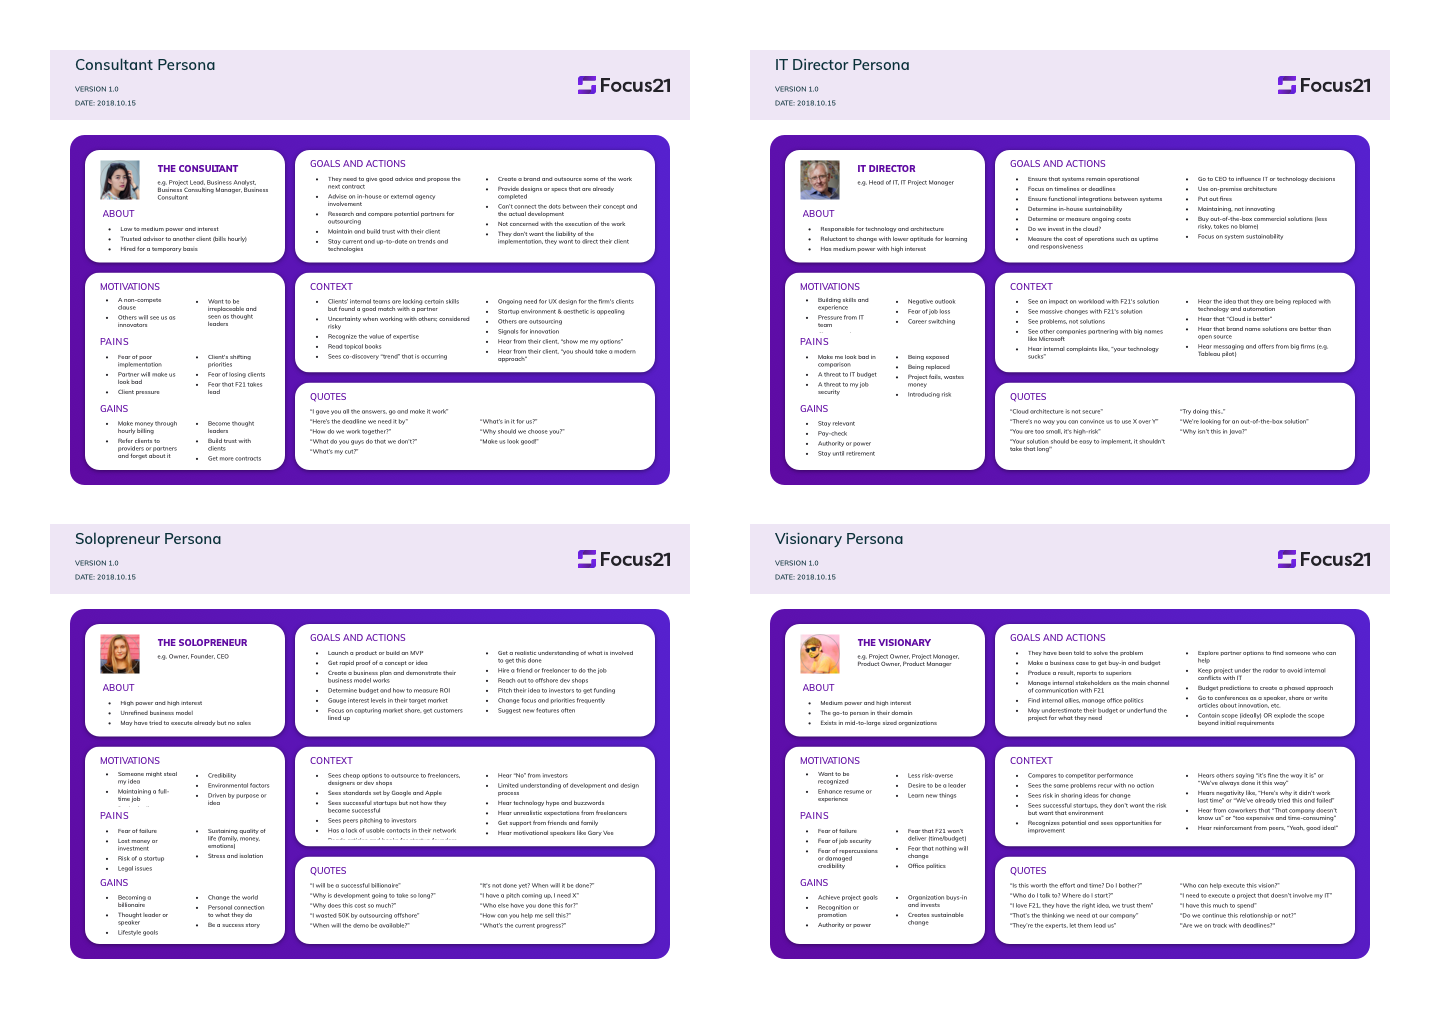 Consultant Persona
VERSION 1.0
DATE: 2018.10.15
Focus21
THE CONSULTANT
e.g. Project Lead, Business Analyst,
Business Consulting Manager, Business
Consultant
ABOUT
Low to medium power and interest
Trusted advisor to another client (bills hourly)
Hired for a temporary basis
GOALS AND ACTIONS
They need to give good advice and propose the
next contract
Advise on in-house or external agency
involvement
Research and compare potential partners for
outsourcing
Maintain and build trust with their client
Stay current and up-to-date on trends and
technologies
Create a brand and outsource some of the work
Provide designs or specs that are already
completed
Can't connect the dots between their concept and
the actual development
Not concerned with the execution of the work
They don't want the liability of the
implementation, they want to direct their client
MOTIVATIONS
A non-compete
clause
Others will see us as
innovators
Want to be
irreplaceable and
seen as thought
leaders
PAINS
Fear of poor
implementation
Partner will make us
look bad
Client pressure
Client's shifting
priorities
Fear of losing clients
Fear that F21 takes
lead
GAINS
Make money through
hourly billing
Refer clients to
providers or partners
and forget about it
Become thought
leaders
Build trust with
clients
Get more contracts
CONTEXT
Clients' internal teams are lacking certain skills
but found a good match with a partner
Uncertainty when working with others; considered
risky
Recognize the value of expertise
Read topical books
Sees co-discovery "trend" that is occurring
Ongoing need for UX design for the firm's clients
Startup environment & aesthetic is appealing
Others are outsourcing
Signals for innovation
Hear from their client, "show me my options"
Hear from their client, "you should take a modern
approach"
QUOTES
"I gave you all the answers, go and make it work"
"Here's the deadline we need it by"
"How do we work together?"
"What do you guys do that we don't?"
"What's my cut?"
"What's in it for us?"
"Why should we choose you?"
"Make us look good!"
IT Director Persona
VERSION 1.0
DATE: 2018.10.15
Focus21
IT DIRECTOR
e.g. Head of IT, IT Project Manager
ABOUT
Responsible for technology and architecture
Reluctant to change with lower aptitude for learning
Has medium power with high interest
GOALS AND ACTIONS
Ensure that systems remain operational
Focus on timelines or deadlines
Ensure functional integrations between systems
Determine in-house sustainability
Determine or measure ongoing costs
Do we invest in the cloud?
Measure the cost of operations such as uptime
and responsiveness
Go to CEO to influence IT or technology decisions
Use on-premise architecture
Put out fires
Maintaining, not innovating
Buy out-of-the-box commercial solutions (less
risky, takes no blame)
Focus on system sustainability
MOTIVATIONS
Building skills and
experience
Pressure from IT
team
Negative outlook
Fear of job loss
Career switching
PAINS
Make me look bad in
comparison
A threat to IT budget
A threat to my job
security
Being exposed
Being replaced
Project fails, wastes
money
Introducing risk
GAINS
Stay relevant
Pay-check
Authority or power
Stay until retirement
CONTEXT
See an impact on workload with F21's solution
See massive changes with F21's solution
See problems, not solutions
See other companies partnering with big names
like Microsoft
Hear internal complaints like, "your technology
sucks"
Hear the idea that they are being replaced with
technology and automation
Hear that "Cloud is better"
Hear that brand name solutions are better than
open source
Hear messaging and offers from big firms (e.g.
Tableau pilot)
QUOTES
"Cloud architecture is not secure"
"There's no way you can convince us to use X over Y"
"You are too small, it's high-risk"
"Your solution should be easy to implement, it shouldn't
take that long"
"Try doing this.."
"We're looking for an out-of-the-box solution"
"Why isn't this in Java?"
Solopreneur Persona
VERSION 1.0
DATE: 2018.10.15
Focus21
THE SOLOPRENEUR
e.g. Owner, Founder, CEO
ABOUT
High power and high interest
Unrefined business model
May have tried to execute already but no sales
GOALS AND ACTIONS
Launch a product or build an MVP
Get rapid proof of a concept or idea
Create a business plan and demonstrate their
business model works
Determine budget and how to measure ROI
Gauge interest levels in their target market
Focus on capturing market share, get customers
lined up
Get a realistic understanding of what is involved
to get this done
Hire a friend or freelancer to do the job
Reach out to offshore dev shops
Pitch their idea to investors to get funding
Change focus and priorities frequently
Suggest new features often
MOTIVATIONS
Someone might steal
my idea
Maintaining a full-
time job
Credibility
Environmental factors
Driven by purpose or
idea
PAINS
Fear of failure
Lost money or
investment
Risk of a startup
Legal issues
Sustaining quality of
life (family, money,
emotions)
Stress and isolation
GAINS
Becoming a
billionaire
Thought leader or
speaker
Lifestyle goals
Change the world
Personal connection
to what they do
Be a success story
CONTEXT
Sees cheap options to outsource to freelancers,
designers or dev shops
Sees standards set by Google and Apple
Sees successful startups but not how they
became successful
Sees peers pitching to investors
Has a lack of usable contacts in their network
Hear "No" from investors
Limited understanding of development and design
process
Hear technology hype and buzzwords
Hear unrealistic expectations from freelancers
Get support from friends and family
Hear motivational speakers like Gary Vee
QUOTES
"I will be a successful billionaire"
"Why is development going to take so long?"
"Why does this cost so much?"
"I wasted 50K by outsourcing offshore"
"When will the demo be available?"
"It's not done yet? When will it be done?"
"I have a pitch coming up, I need X"
"Who else have you done this for?"
"How can you help me sell this?"
"What's the current progress?"
Visionary Persona
VERSION 1.0
DATE: 2018.10.15
Focus21
THE VISIONARY
e.g. Project Owner, Project Manager,
Product Owner, Product Manager
ABOUT
Medium power and high interest
The go-to person in their domain
Exists in mid-to-large sized organizations
GOALS AND ACTIONS
They have been told to solve the problem
Make a business case to get buy-in and budget
Produce a result, reports to superiors
Manage internal stakeholders as the main channel
of communication with F21
Find internal allies, manage office politics
May underestimate their budget or underfund the
project for what they need
Explore partner options to find someone who can
help
Keep project under the radar to avoid internal
conflicts with IT
Budget predictions to create a phased approach
Go to conferences as a speaker, share or write
articles about innovation, etc.
Contain scope (ideally) OR explode the scope
beyond initial requirements
MOTIVATIONS
Want to be
recognized
Enhance resume or
experience
Less risk-averse
Desire to be a leader
Learn new things
PAINS
Fear of failure
Fear of job security
Fear of repercussions
or damaged
credibility
Fear that F21 won't
deliver (time/budget)
Fear that nothing will
change
Office politics
GAINS
Achieve project goals
Recognition or
promotion
Authority or power
Organization buys-in
and invests
Creates sustainable
change
CONTEXT
Compares to competitor performance
Sees the same problems recur with no action
Sees risk in sharing ideas for change
Sees successful startups, they don't want the risk
but want that environment
Recognizes potential and sees opportunities for
improvement
Hears others saying "it's fine the way it is" or
"We've always done it this way"
Hears negativity like, "Here's why it didn't work
last time" or "We've already tried this and failed"
Hear from coworkers that "That company doesn't
know us" or "too expensive and time-consuming"
Hear reinforcement from peers, "Yeah, good idea!"
QUOTES
"Is this worth the effort and time? Do I bother?"
"Who do I talk to? Where do I start?"
"I love F21, they have the right idea, we trust them"
"That's the thinking we need at our company"
"They're the experts, let them lead us"
"Who can help execute this vision?"
"I need to execute a project that doesn't involve my IT"
"I have this much to spend"
"Do we continue this relationship or not?"
"Are we on track with deadlines?"